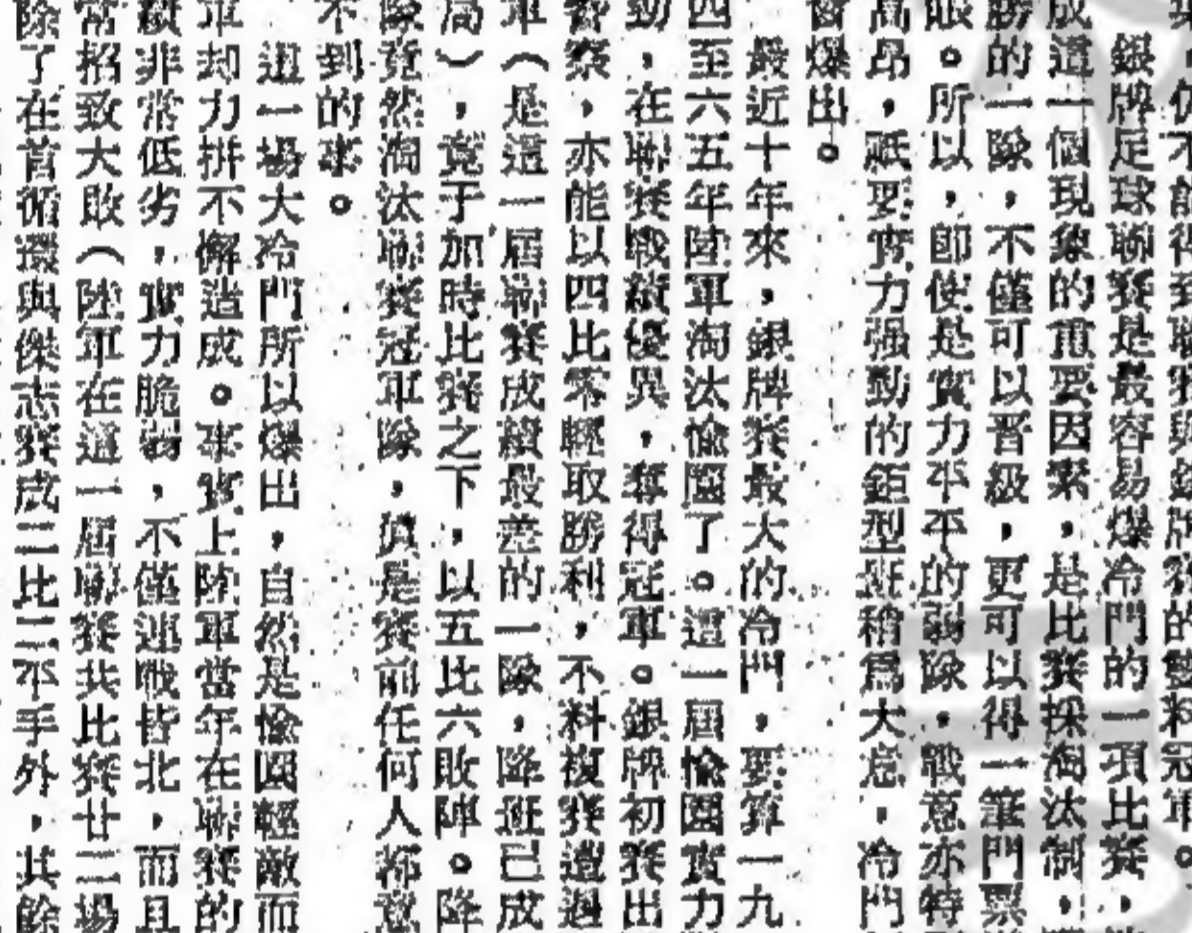 仍不能得到聯賽與銀牌賽的雙料冠軍。
銀牌足球聯賽是最容易爆冷門的一項比賽，
成這一個現象的重要因素，是比賽採淘汰制，
勝的一隊，不僅可以晉級，更可以得一筆門票
眼。所以，即使是實力平平的弱隊，戰意亦特
高昂，祇要實力强勁的鉅型班稍爲大意，冷門
會爆出。
最近十年來，銀牌賽最大的冷門，要算一九
四至六五年陸軍淘汰愉園了。這一屆愉園實力
勁，在聯賽戰績優異，奪得冠軍。銀牌初賽出
警察，亦能以四比零輕取勝利，不料複賽遭遇
軍（是這一屆聯賽成績最差的一隊，降班已成
局），竟于加時比賽之下，以五比六敗陣。降
隊竟然淘汰聯賽冠軍隊，真是賽前任何人都意
不到的事。
這一場大冷門所以爆出，自然是愉園輕敵而
軍却力拼不懈造成。事實上陸軍當年在聯賽的
績非常低劣，實力脆弱，不僅連戰皆北，而且
常招致大敗（陸軍在這一屆聯賽共比賽廿二場
除了在首循環與傑志賽成二比二平手外，其餘